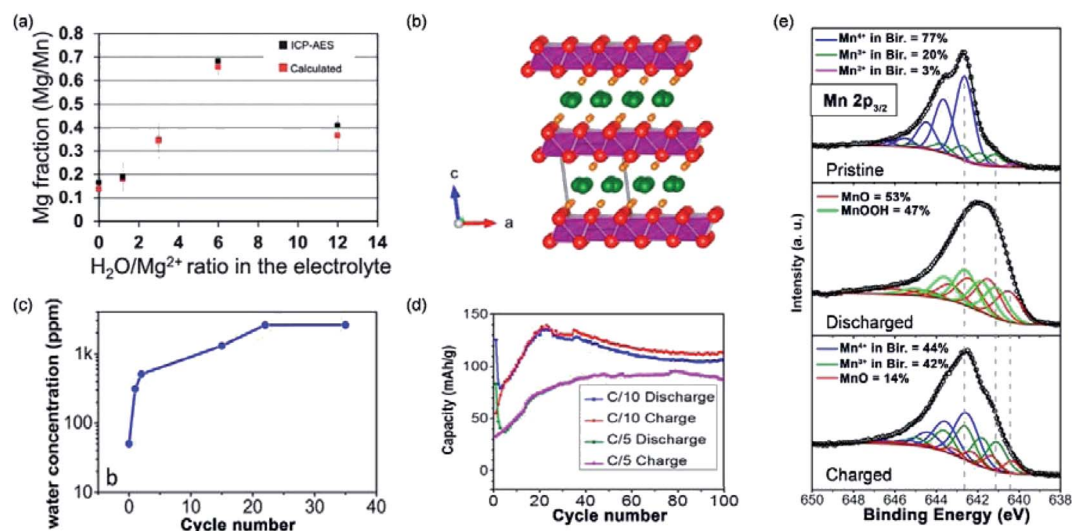 (a)
Mg fraction (Mg/Mn)
0.8
0.7
0.6
0.5
0.4
0.3
0.2
0.1
0
ICP-AES
Calculated
0 2 4 6 8 10 12 14
H₂O/Mg²⁺ ratio in the electrolyte
(b)
c
a
(c)
water concentration (ppm)
1k
100
10
b
0 10 20 30 40
Cycle number
(d)
Capacity (mAh/g)
150
100
50
0
C/10 Discharge
C/10 Charge
C/5 Discharge
C/5 Charge
0 20 40 60 80 100
Cycle number
(e)
Intensity (a. u.)
Mn⁴⁺ in Bir. = 77%
Mn³⁺ in Bir. = 20%
Mn²⁺ in Bir. = 3%
Mn 2p₃/₂
Pristine
MnO = 53%
MnOOH = 47%
Discharged
Mn⁴⁺ in Bir. = 44%
Mn³⁺ in Bir. = 42%
MnO = 14%
Charged
650 648 646 644 642 640 638
Binding Energy (eV)